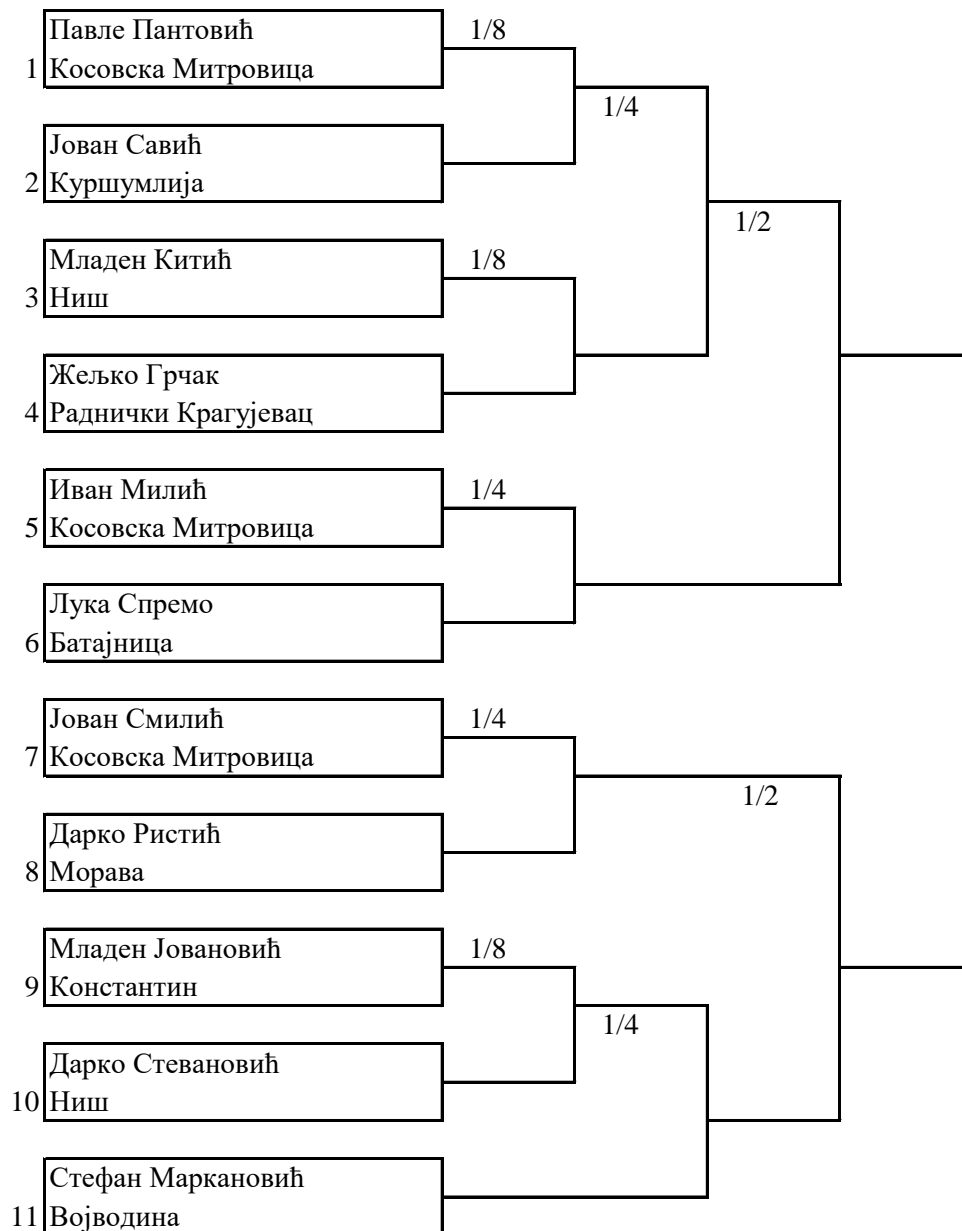 Павле Пантовић 1/8
1 Косовска Митровица
1/4
Јован Савић
2 Куршумлија
1/2
Младен Китић 1/8
3 Ниш
Жељко Грчак
4 Раднички Крагујевац
Иван Милић 1/4
5 Косовска Митровица
Лука Спремо
6 Батајница
Јован Смилић 1/4
7 Косовска Митровица
1/2
Дарко Ристић
8 Морава
Младен Јовановић 1/8
9 Константин
1/4
Дарко Стевановић
10 Ниш
Стефан Маркановић
11 Војводина